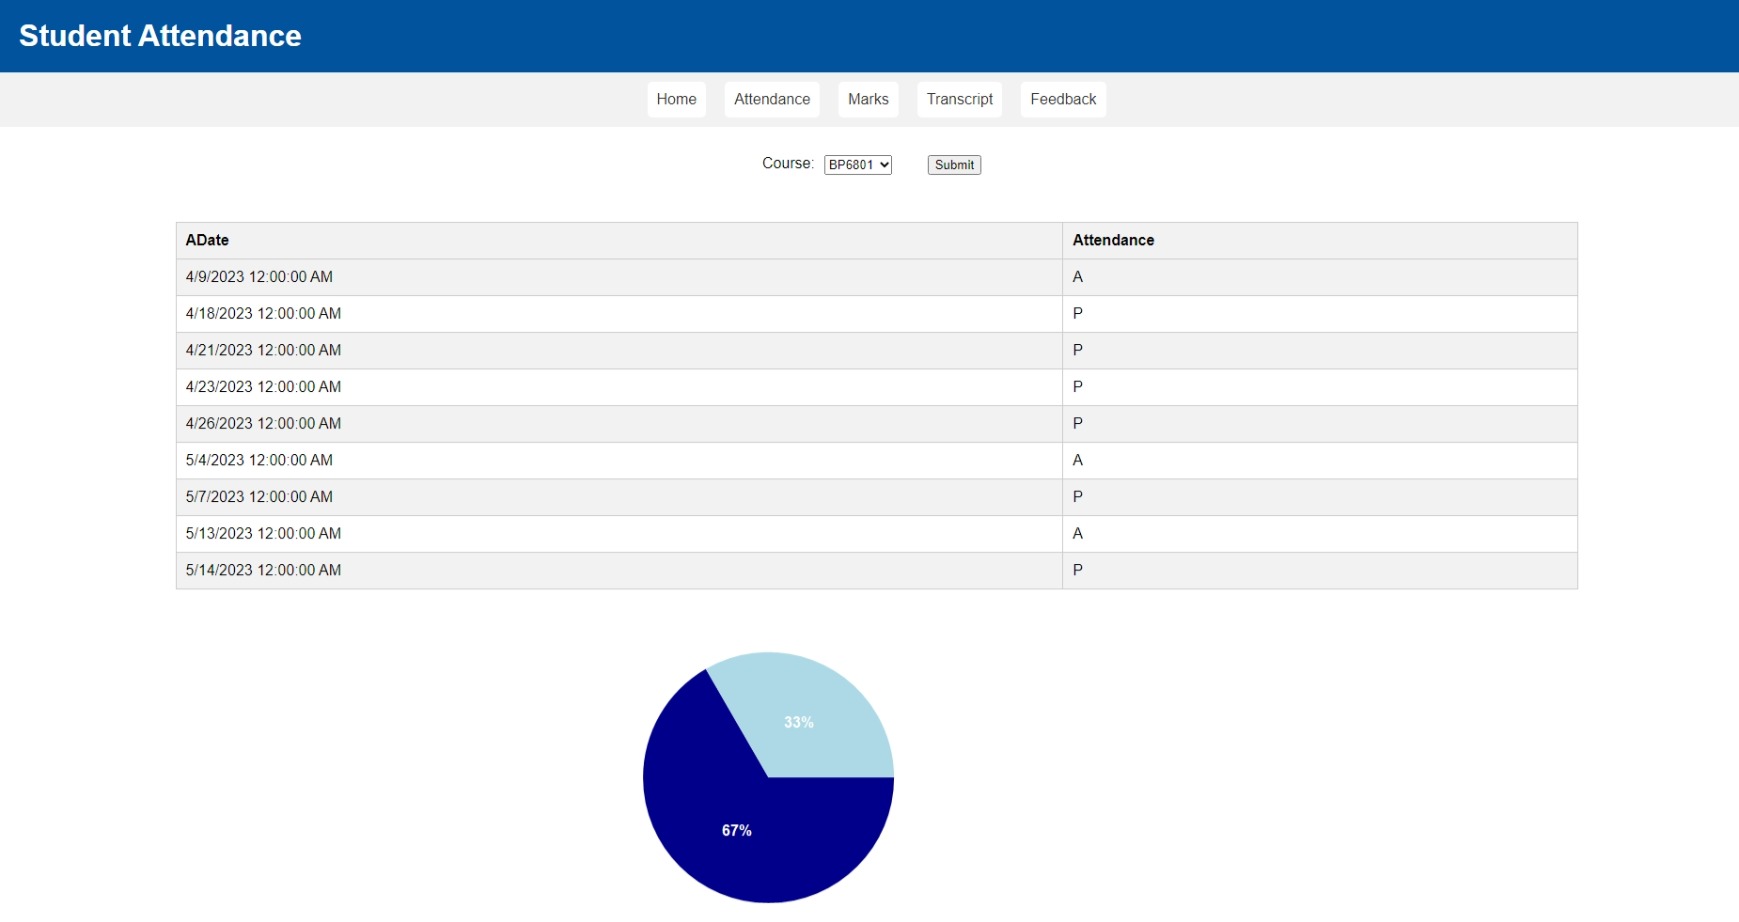 Student Attendance
Home Attendance Marks Transcript Feedback
Course: BP6801 Submit
ADate Attendance
4/9/2023 12:00:00 AM A
4/18/2023 12:00:00 AM P
4/21/2023 12:00:00 AM P
4/23/2023 12:00:00 AM P
4/26/2023 12:00:00 AM P
5/4/2023 12:00:00 AM A
5/7/2023 12:00:00 AM P
5/13/2023 12:00:00 AM A
5/14/2023 12:00:00 AM P
33%
67%